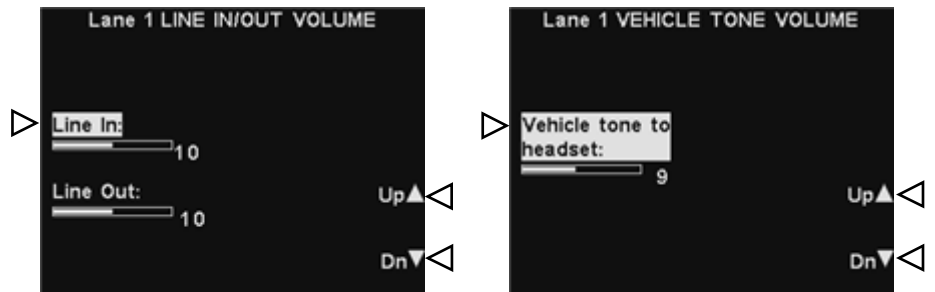 Lane 1 LINE IN/OUT VOLUME
Line In:
10
Line Out:
10
Up
Dn
Lane 1 VEHICLE TONE VOLUME
Vehicle tone to
headset:
9
Up
Dn